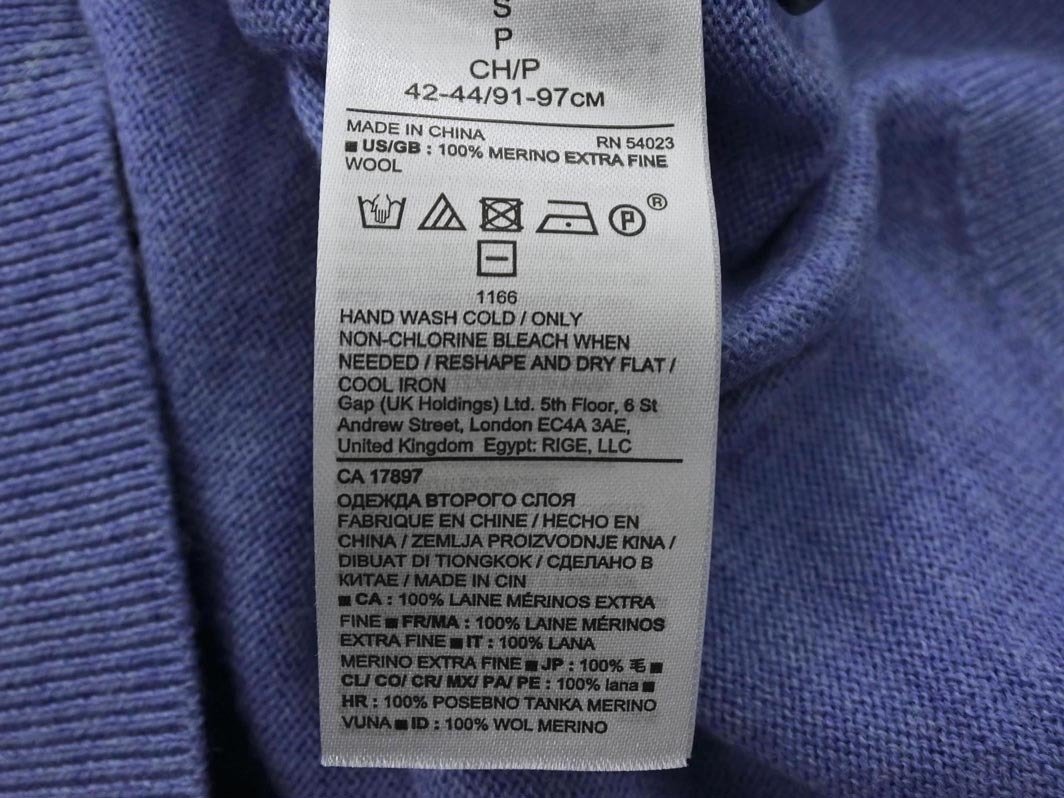 S
P
CH/P
42-44/91-97CM
MADE IN CHINA RN 54023
■ US/GB : 100% MERINO EXTRA FINE
WOOL
P ®
1166
HAND WASH COLD / ONLY
NON-CHLORINE BLEACH WHEN
NEEDED / RESHAPE AND DRY FLAT /
COOL IRON
Gap (UK Holdings) Ltd. 5th Floor, 6 St
Andrew Street, London EC4A 3AE,
United Kingdom Egypt: RIGE, LLC
CA 17897
ОДЕЖДА ВТОРОГО СЛОЯ
FABRIQUE EN CHINE / HECHO EN
CHINA / ZEMLJA PROIZVODNJE KINA /
DIBUAT DI TIONGKOK / СДЕЛАНО В
КИТАЕ / MADE IN CIN
■ CA : 100% LAINE MÉRINOS EXTRA
FINE ■ FR/MA : 100% LAINE MÉRINOS
EXTRA FINE ■ IT : 100% LANA
MERINO EXTRA FINE ■ JP : 100% 毛 ■
CL/ CO/ CR/ MX/ PA/ PE : 100% lana ■
HR : 100% POSEBNO TANKA MERINO
VUNA ■ ID : 100% WOL MERINO